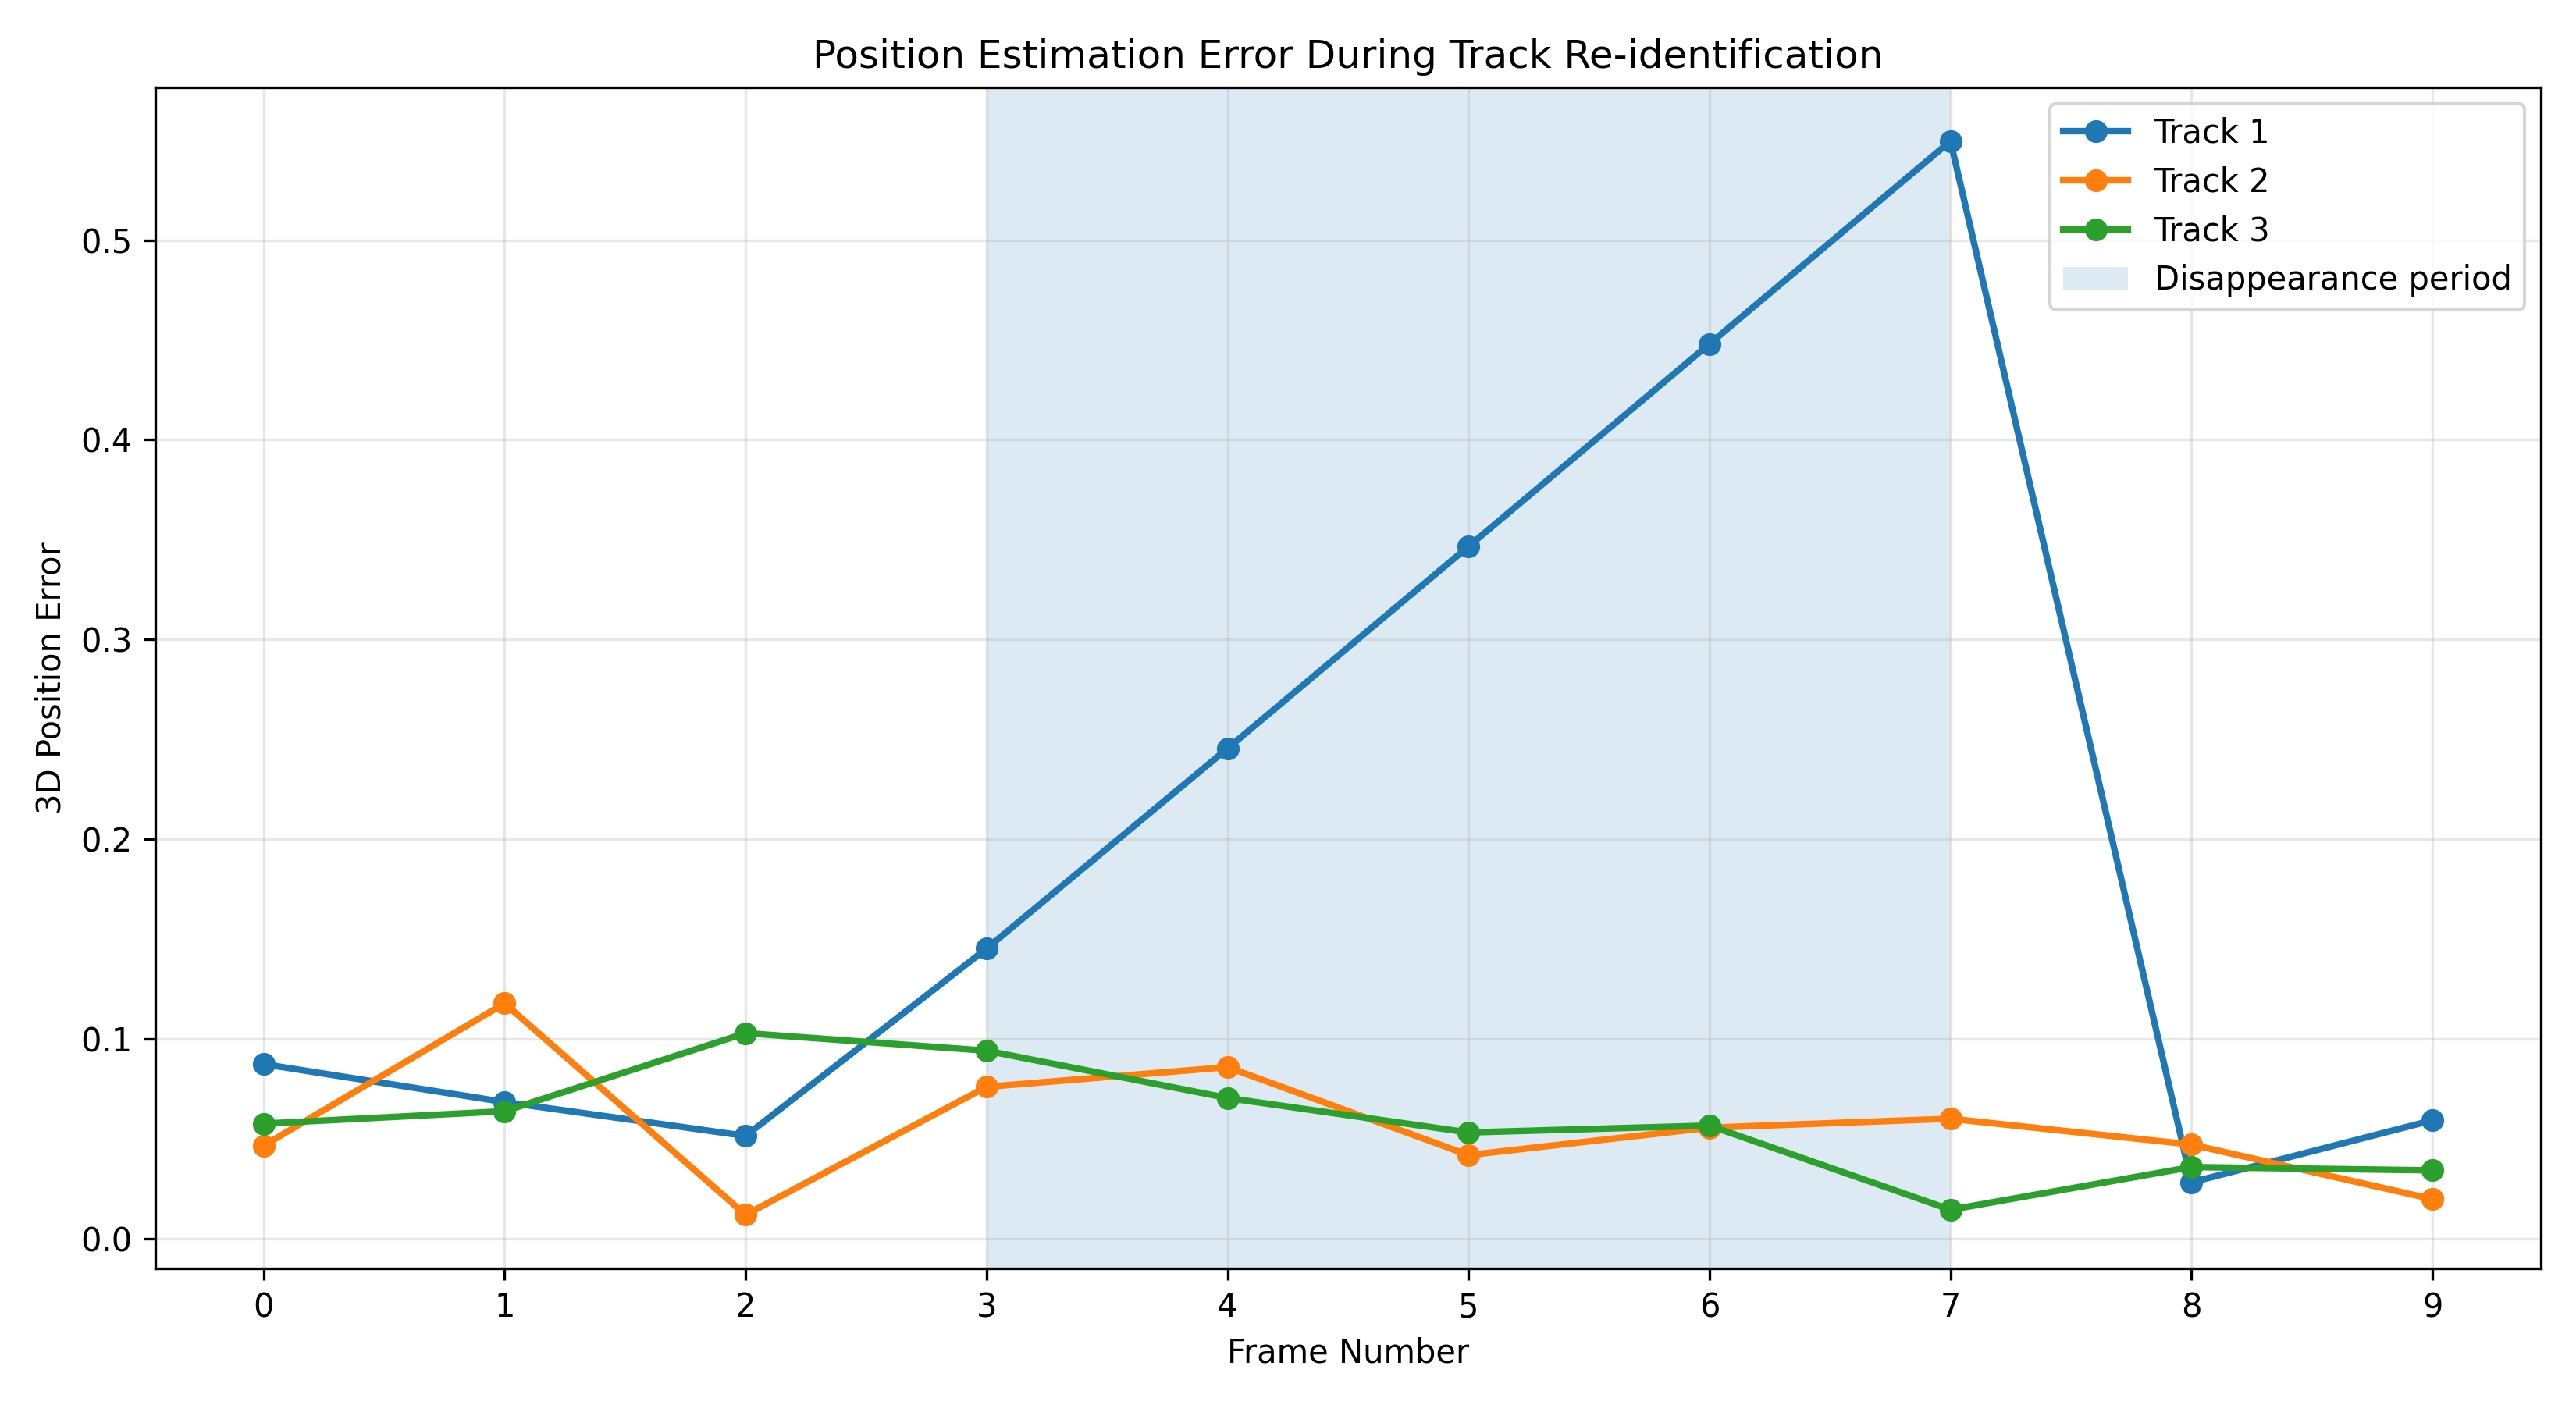 Position Estimation Error During Track Re-identification
Track 1
Track 2
Track 3
Disappearance period
3D Position Error
0.5
0.4
0.3
0.2
0.1
0.0
0 1 2 3 4 5 6 7 8 9
Frame Number